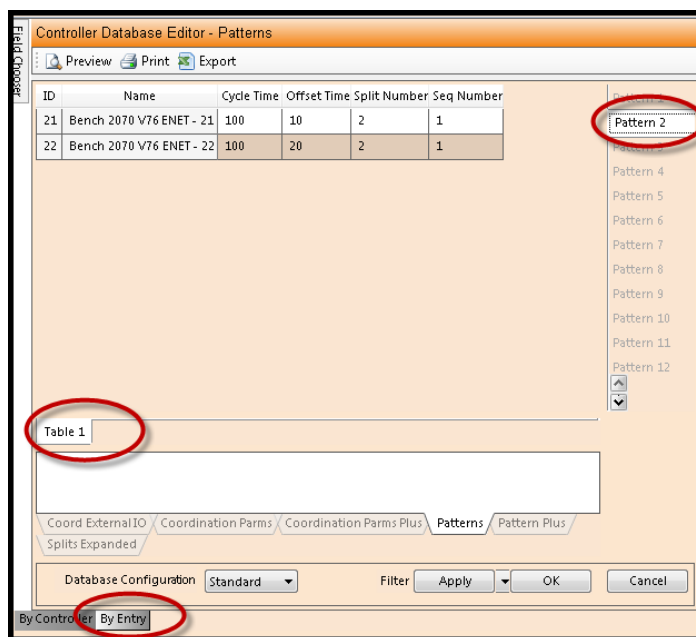 Field Chooser
Controller Database Editor - Patterns
Preview Print Export
ID Name Cycle Time Offset Time Split Number Seq Number
21 Bench 2070 V76 ENET - 21 100 10 2 1
22 Bench 2070 V76 ENET - 22 100 20 2 1
Pattern 2
Pattern 4
Pattern 5
Pattern 6
Pattern 7
Pattern 8
Pattern 9
Pattern 10
Pattern 11
Pattern 12
Table 1
Coord External IO Coordination Parms Coordination Parms Plus Patterns Pattern Plus
Splits Expanded
Database Configuration Standard Filter Apply OK Cancel
By Controller By Entry